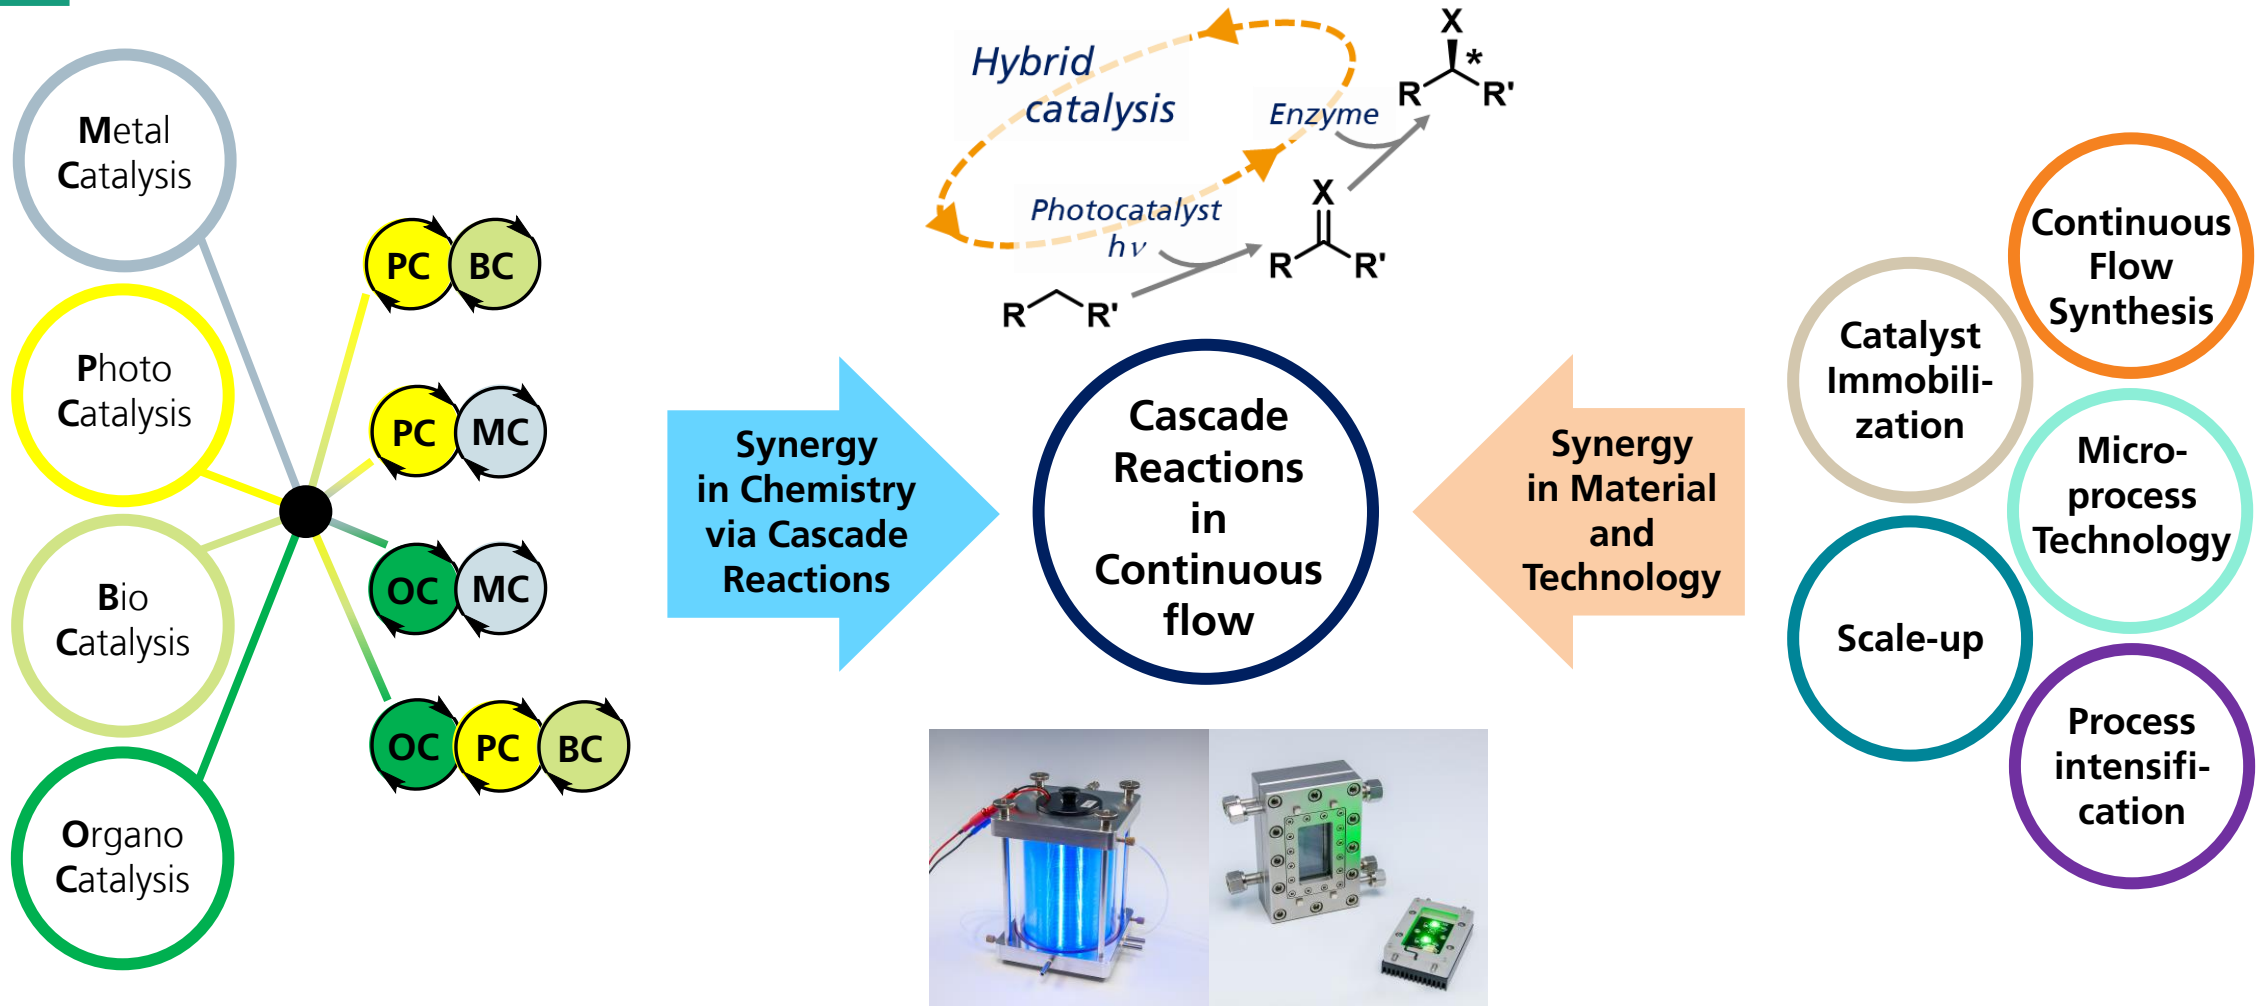 Metal
Catalysis
Photo
Catalysis
Bio
Catalysis
Organo
Catalysis
PC BC
PC MC
OC MC
OC PC BC
Synergy
in Chemistry
via Cascade
Reactions
Hybrid
catalysis
Photocatalyst
hν
Enzyme
R R'
X
R R'
X
*
R R'
Cascade
Reactions
in
Continuous
flow
Synergy
in Material
and
Technology
Catalyst
Immobili-
zation
Scale-up
Continuous
Flow
Synthesis
Micro-
process
Technology
Process
intensifi-
cation